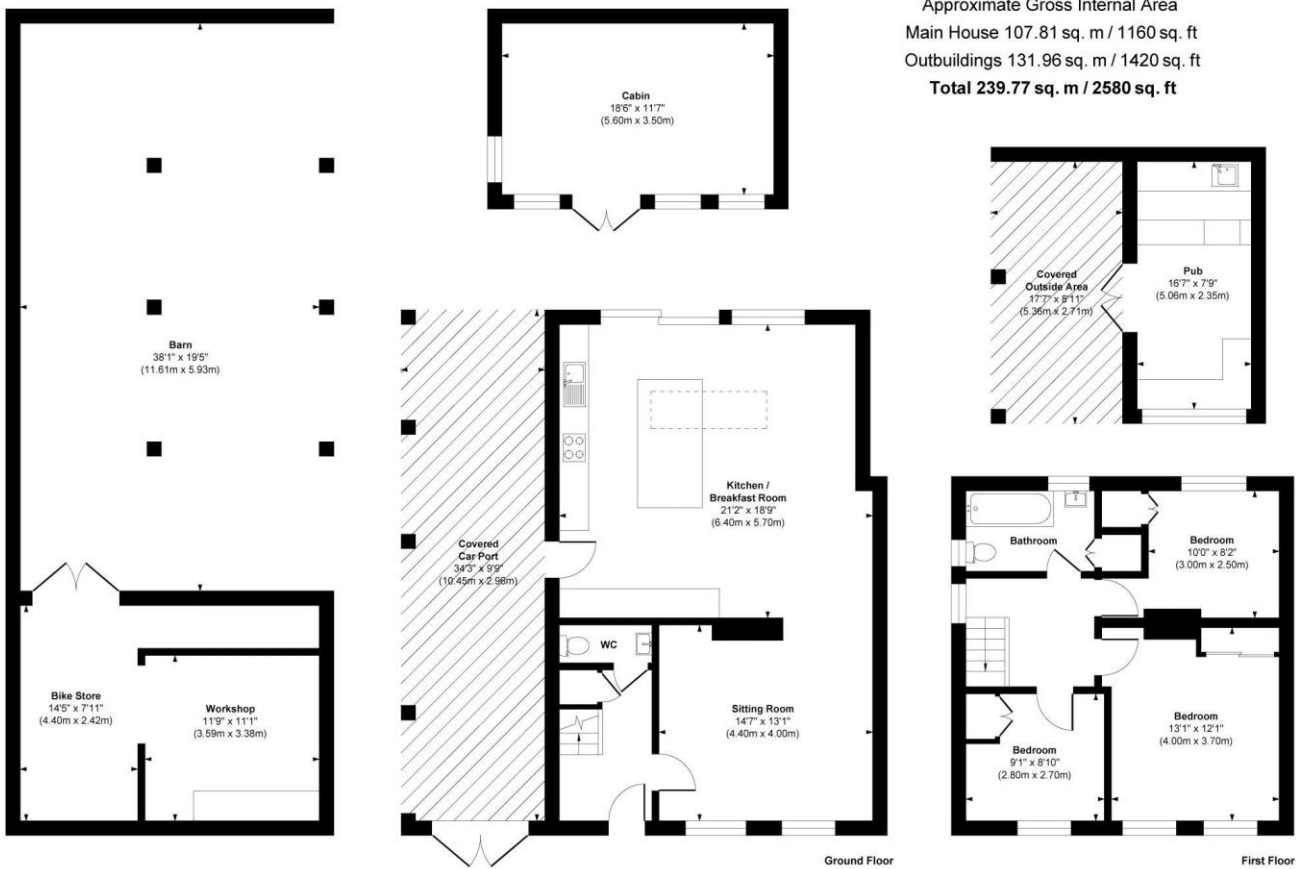 Approximate Gross Internal Area
Main House 107.81 sq. m / 1160 sq. ft
Outbuildings 131.96 sq. m / 1420 sq. ft
Total 239.77 sq. m / 2580 sq. ft
Cabin
18'6" x 11'7"
(5.60m x 3.50m)
Covered
Outside Area
17'7" x 8'11"
(5.36m x 2.71m)
Pub
16'7" x 7'9"
(5.06m x 2.35m)
Barn
38'1" x 19'5"
(11.61m x 5.93m)
Kitchen /
Breakfast Room
21'2" x 18'9"
(6.40m x 5.70m)
Covered
Car Port
34'3" x 9'9"
(10.45m x 2.98m)
Bathroom
Bedroom
10'0" x 8'2"
(3.00m x 2.50m)
WC
Bike Store
14'5" x 7'11"
(4.40m x 2.42m)
Workshop
11'9" x 11'1"
(3.59m x 3.38m)
Sitting Room
14'7" x 13'1"
(4.40m x 4.00m)
Bedroom
13'1" x 12'1"
(4.00m x 3.70m)
Bedroom
9'1" x 8'10"
(2.80m x 2.70m)
Ground Floor
First Floor